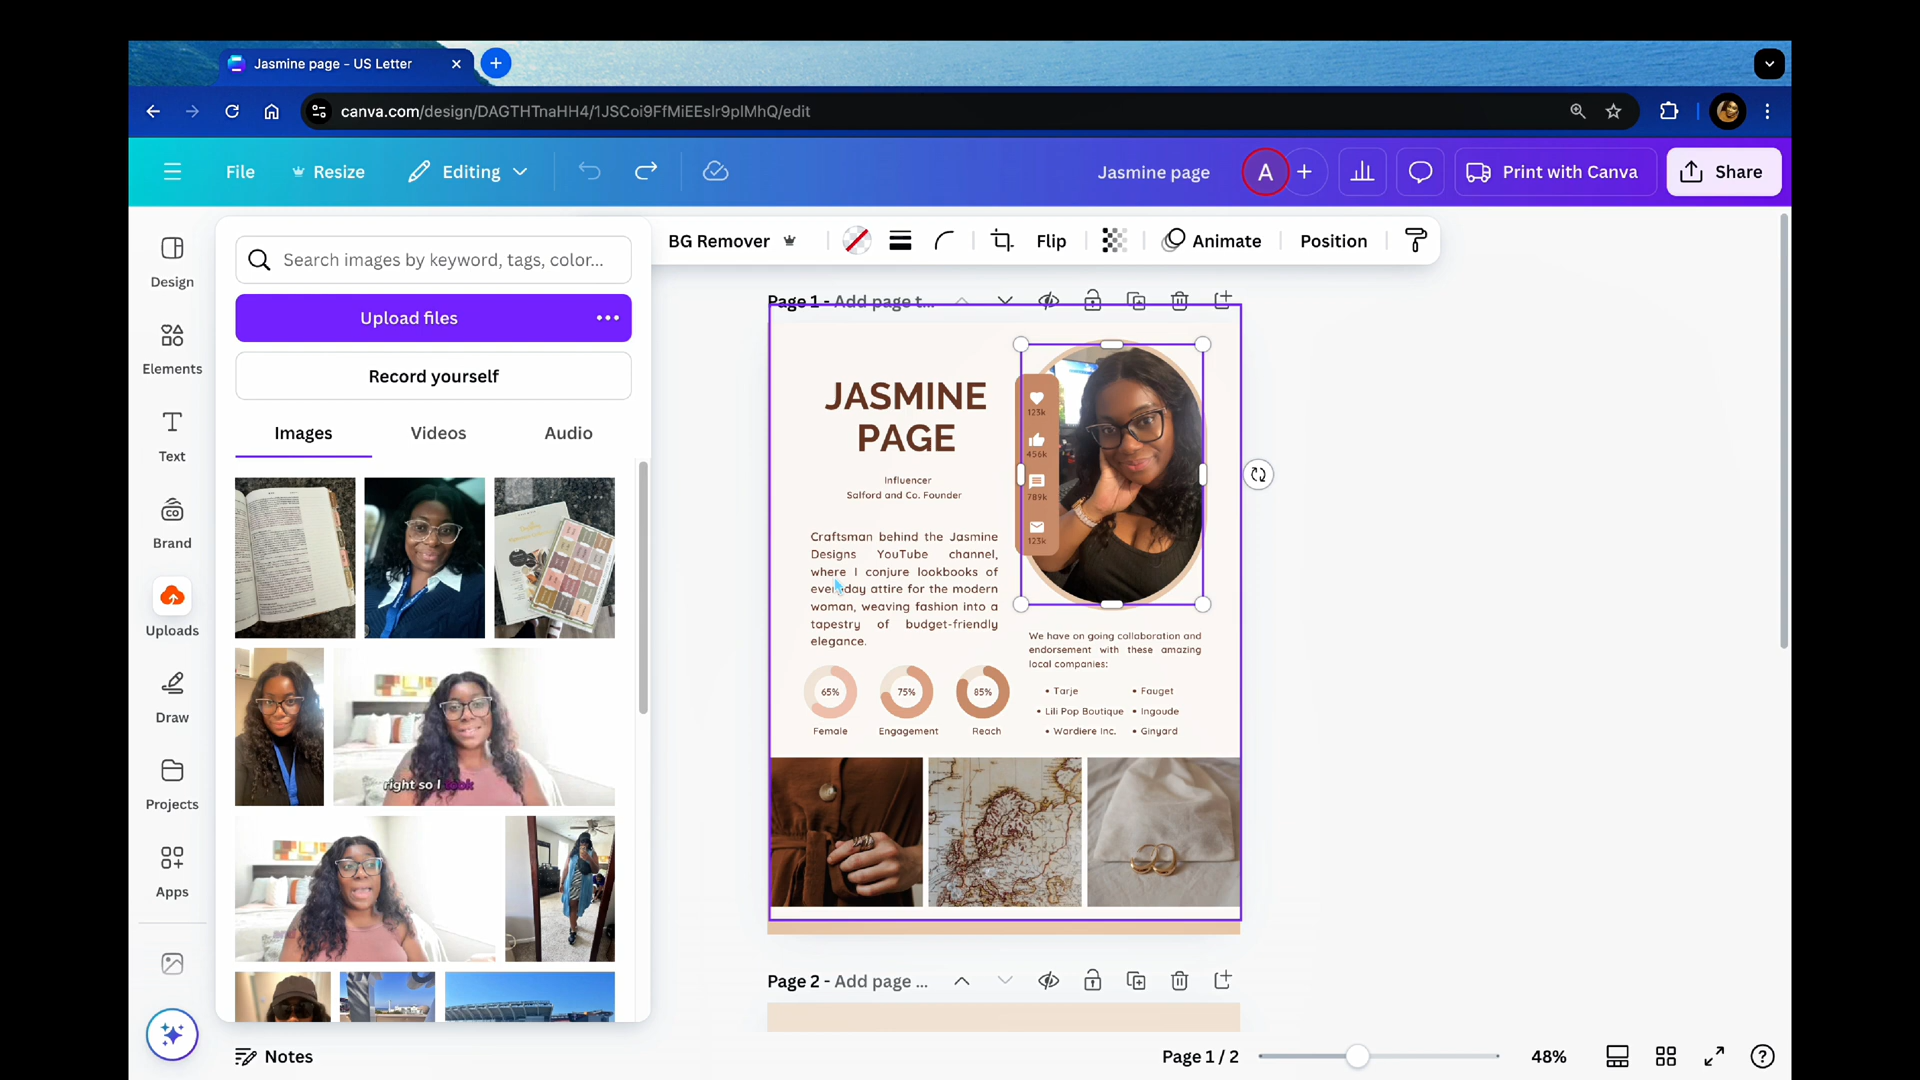 Jasmine page - US Letter
canva.com/design/DAGTHTnaHH4/1JSCoi9FfMiEEslr9plMhQ/edit
File
Resize
Editing
Jasmine page
A
Print with Canva
Share
Design
Elements
Text
Brand
Uploads
Draw
Projects
Apps
Search images by keyword, tags, color...
Upload files
Record yourself
Images
Videos
Audio
right so I look
BG Remover
Flip
Animate
Position
Page 1 - Add page t...
JASMINE
PAGE
Influencer
Salford and Co. Founder
Craftsman behind the Jasmine
Designs YouTube channel,
where I conjure lookbooks of
everyday attire for the modern
woman, weaving fashion into a
tapestry of budget-friendly
elegance.
65%
75%
85%
Female
Engagement
Reach
123k
456k
789k
123k
We have on going collaboration and
endorsement with these amazing
local companies:
• Tarje
• Fauget
• Lili Pop Boutique
• Ingoude
• Wardiere Inc.
• Ginyard
Page 2 - Add page ...
Notes
Page 1 / 2
48%